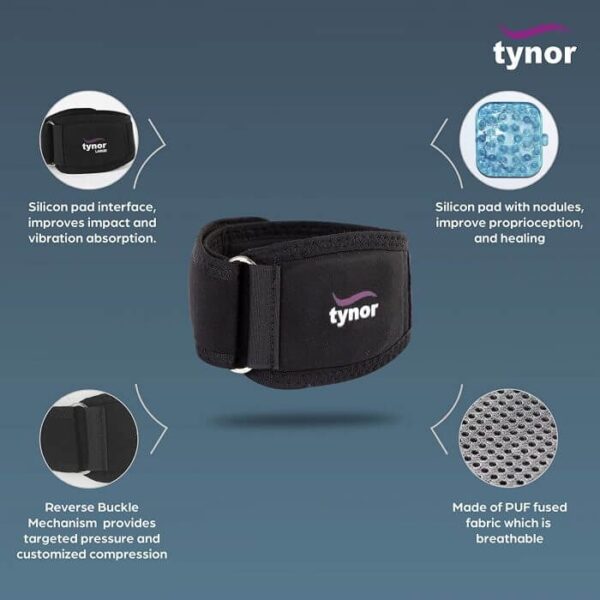 tynor
tynor
Silicon pad interface,
improves impact and
vibration absorption.
Silicon pad with nodules,
improve proprioception,
and healing
tynor
Reverse Buckle
Mechanism provides
targeted pressure and
customized compression
Made of PUF fused
fabric which is
breathable